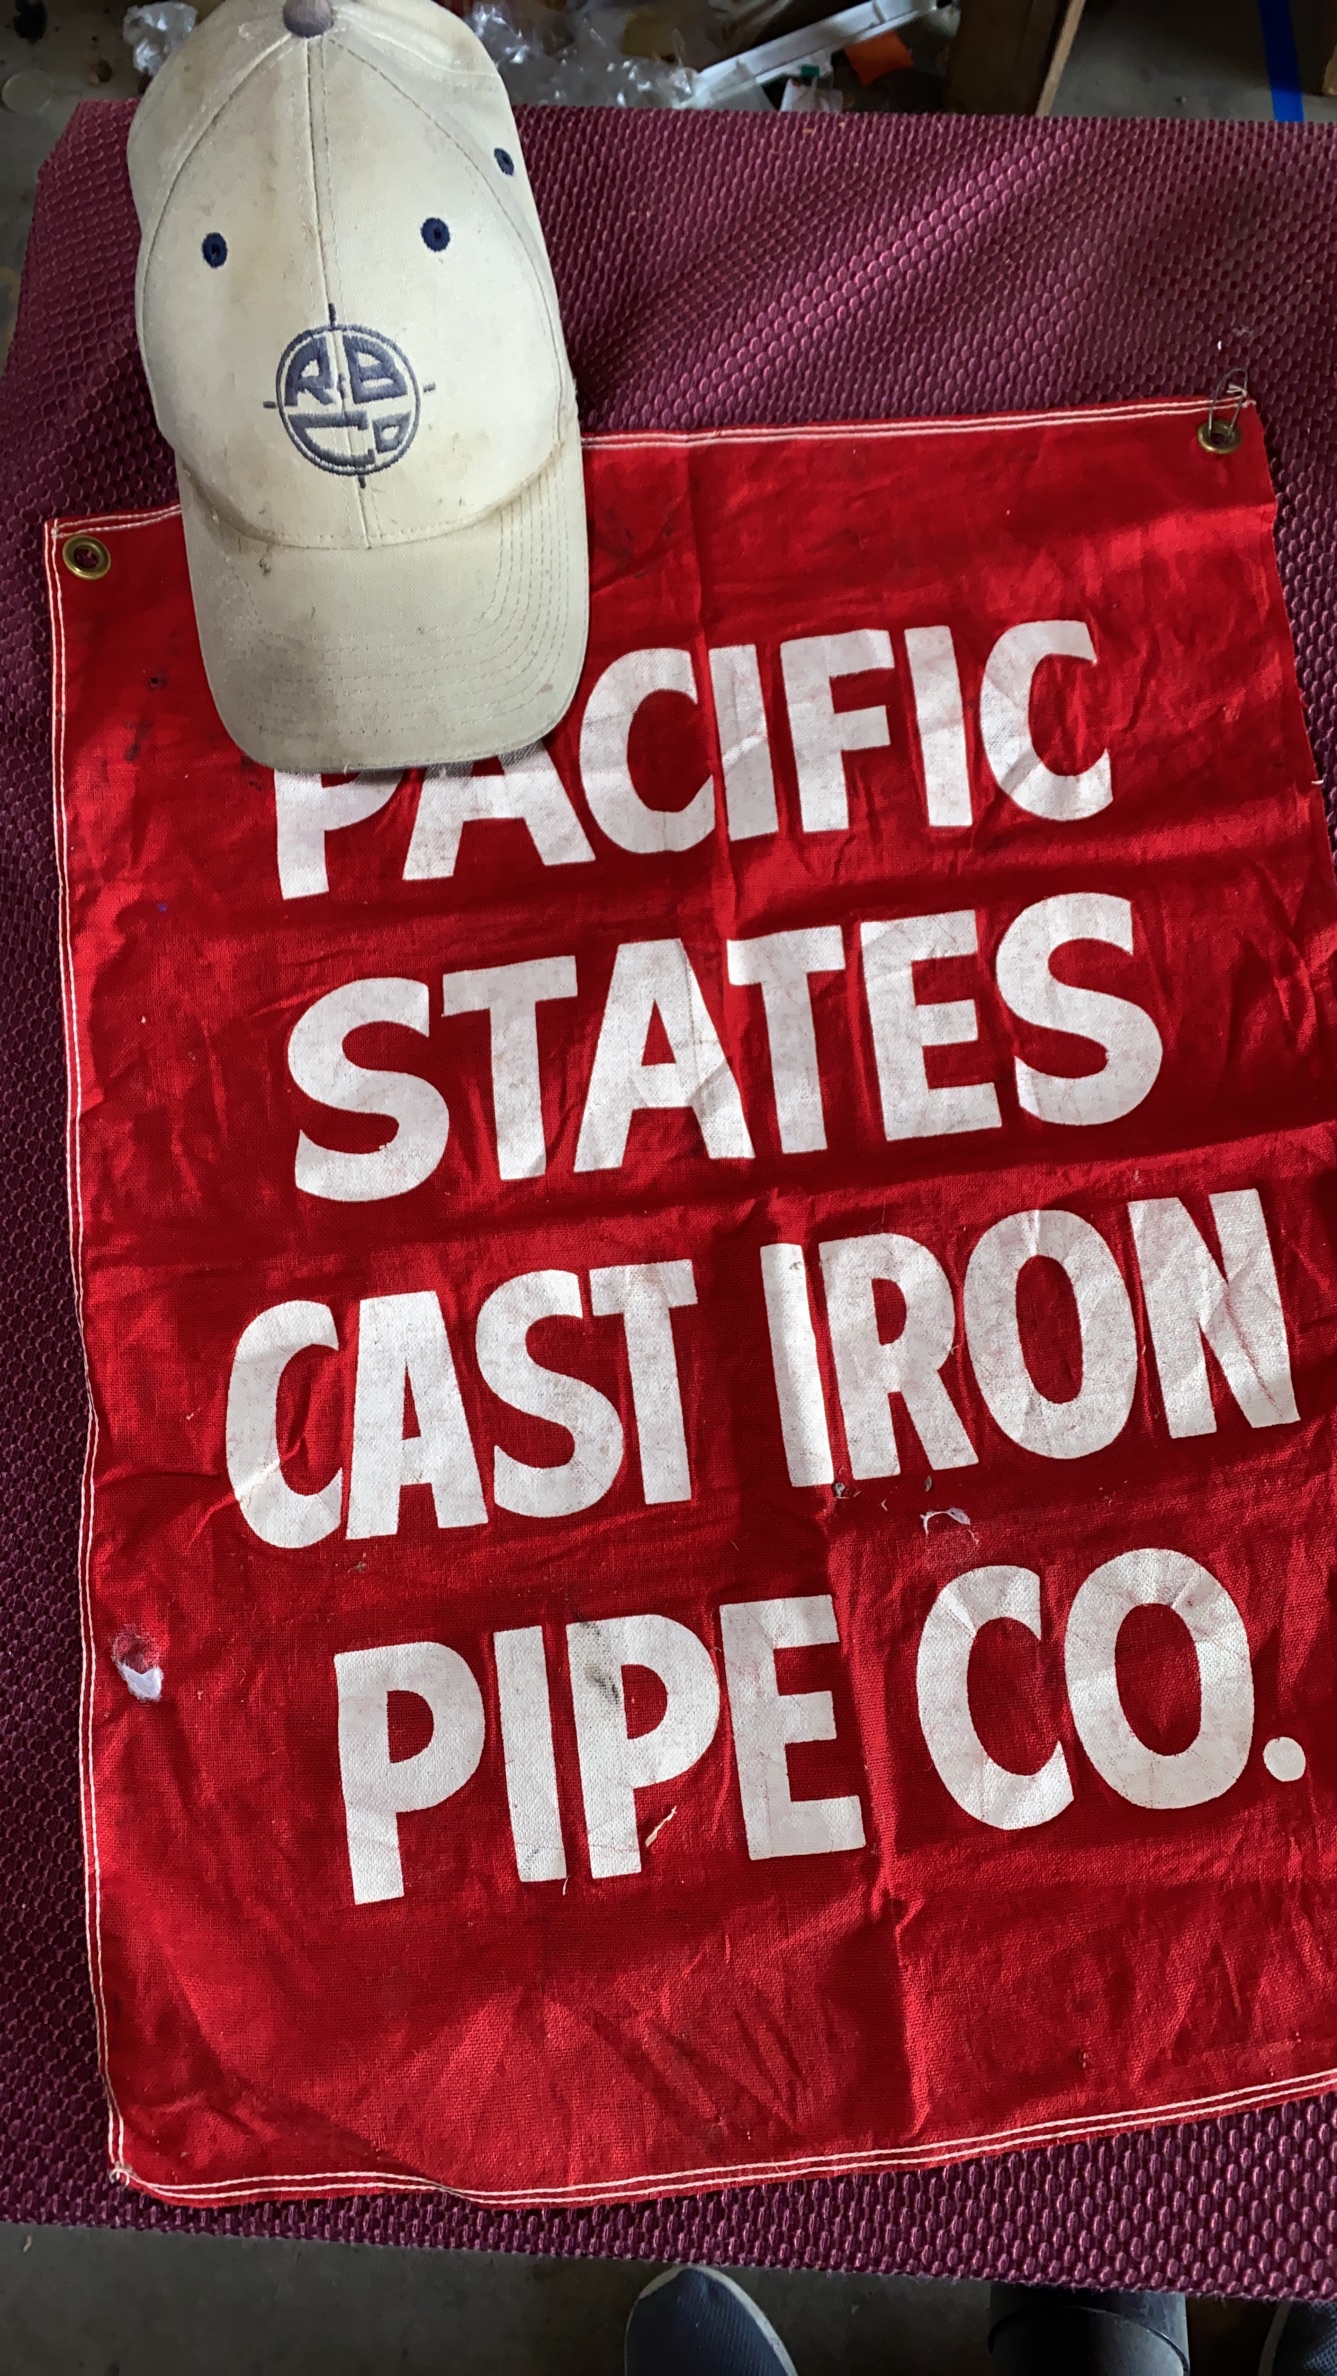 R·B
Co
PACIFIC
STATES
CAST IRON
PIPE CO.